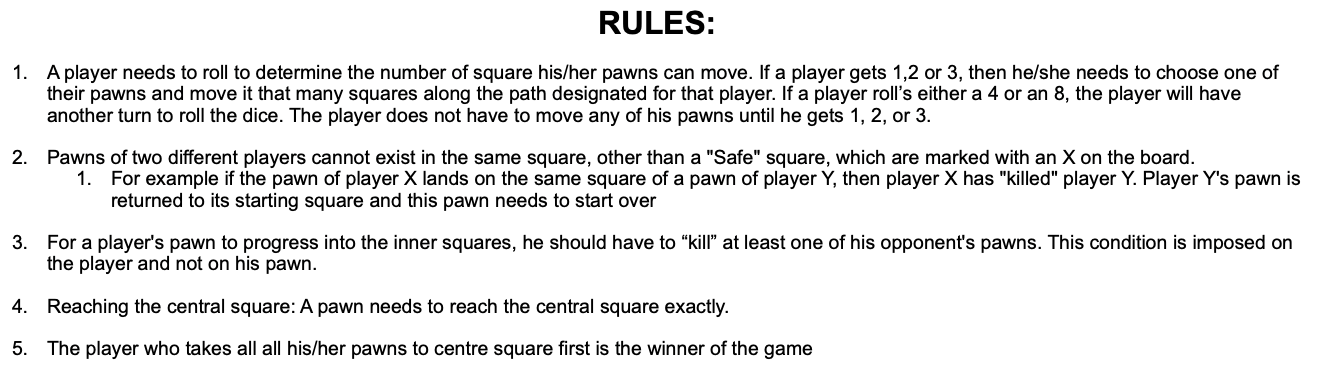 RULES:
1. A player needs to roll to determine the number of square his/her pawns can move. If a player gets 1,2 or 3, then he/she needs to choose one of
their pawns and move it that many squares along the path designated for that player. If a player roll's either a 4 or an 8, the player will have
another turn to roll the dice. The player does not have to move any of his pawns until he gets 1, 2, or 3.
2. Pawns of two different players cannot exist in the same square, other than a "Safe" square, which are marked with an X on the board.
1. For example if the pawn of player X lands on the same square of a pawn of player Y, then player X has "killed" player Y. Player Y's pawn is
returned to its starting square and this pawn needs to start over
3. For a player's pawn to progress into the inner squares, he should have to “kill” at least one of his opponent's pawns. This condition is imposed on
the player and not on his pawn.
4. Reaching the central square: A pawn needs to reach the central square exactly.
5. The player who takes all all his/her pawns to centre square first is the winner of the game